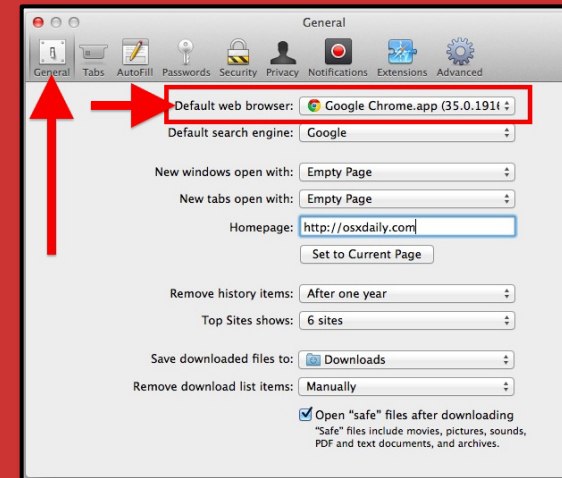 General
General Tabs AutoFill Passwords Security Privacy Notifications Extensions Advanced
Default web browser: Google Chrome.app (35.0.1916
Default search engine: Google
New windows open with: Empty Page
New tabs open with: Empty Page
Homepage: http://osxdaily.com
Set to Current Page
Remove history items: After one year
Top Sites shows: 6 sites
Save downloaded files to: Downloads
Remove download list items: Manually
Open "safe" files after downloading
"Safe" files include movies, pictures, sounds,
PDF and text documents, and archives.